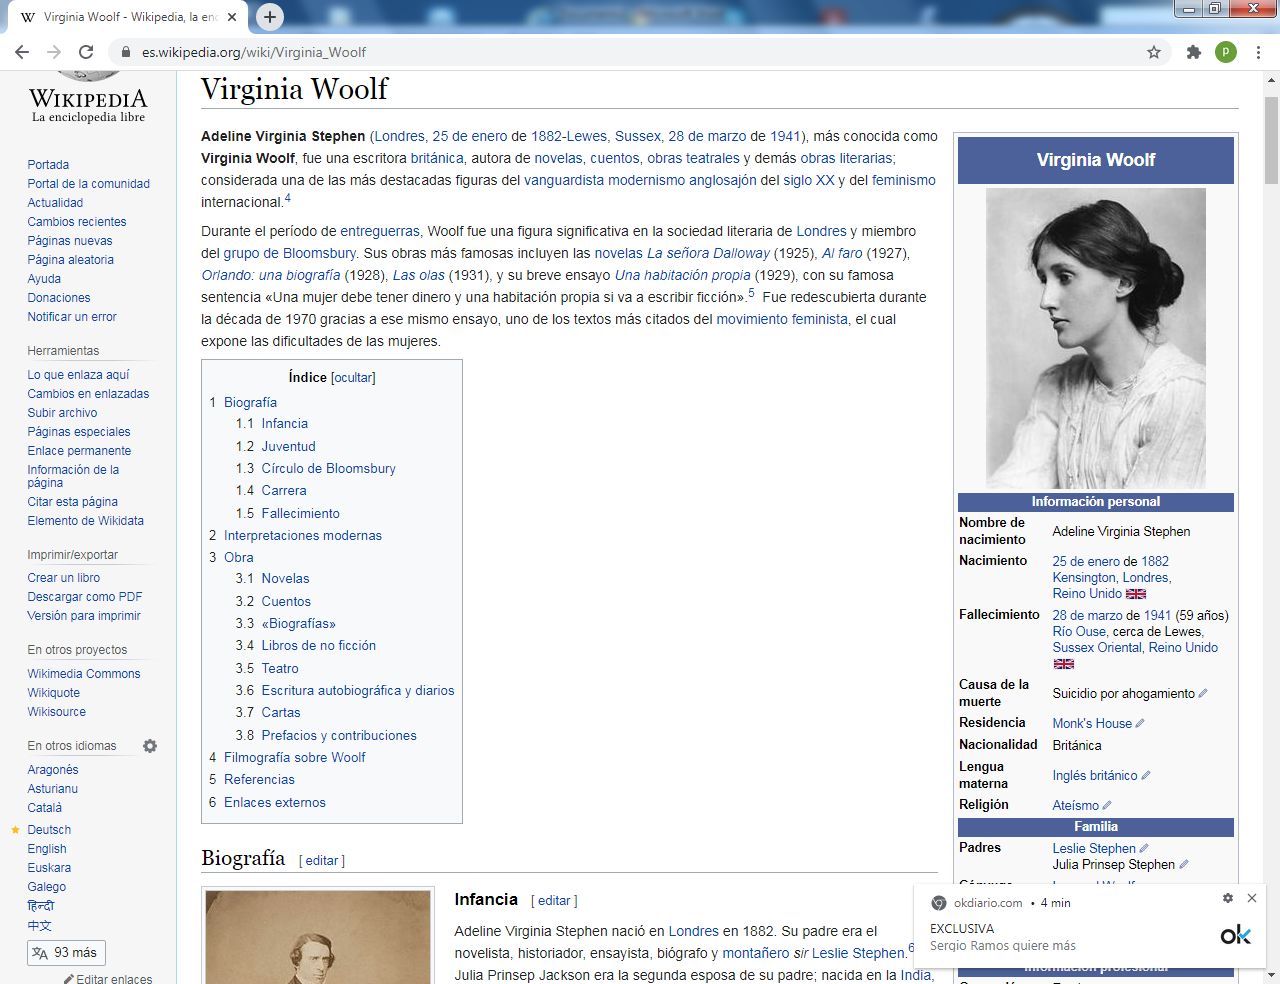 Virginia Woolf - Wikipedia, la en
es.wikipedia.org/wiki/Virginia_Woolf
P
WIKIPEDIA
La enciclopedia libre
Portada
Portal de la comunidad
Actualidad
Cambios recientes
Páginas nuevas
Página aleatoria
Ayuda
Donaciones
Notificar un error
Herramientas
Lo que enlaza aquí
Cambios en enlazadas
Subir archivo
Páginas especiales
Enlace permanente
Información de la
página
Citar esta página
Elemento de Wikidata
Imprimir/exportar
Crear un libro
Descargar como PDF
Versión para imprimir
En otros proyectos
Wikimedia Commons
Wikiquote
Wikisource
En otros idiomas
Aragonés
Asturianu
Català
Deutsch
English
Euskara
Galego
हिन्दी
中文
93 más
Editar enlaces
Virginia Woolf
Adeline Virginia Stephen (Londres, 25 de enero de 1882-Lewes, Sussex, 28 de marzo de 1941), más conocida como
Virginia Woolf, fue una escritora británica, autora de novelas, cuentos, obras teatrales y demás obras literarias;
considerada una de las más destacadas figuras del vanguardista modernismo anglosajón del siglo XX y del feminismo
internacional.4
Durante el período de entreguerras, Woolf fue una figura significativa en la sociedad literaria de Londres y miembro
del grupo de Bloomsbury. Sus obras más famosas incluyen las novelas La señora Dalloway (1925), Al faro (1927),
Orlando: una biografía (1928), Las olas (1931), y su breve ensayo Una habitación propia (1929), con su famosa
sentencia «Una mujer debe tener dinero y una habitación propia si va a escribir ficción».5 Fue redescubierta durante
la década de 1970 gracias a ese mismo ensayo, uno de los textos más citados del movimiento feminista, el cual
expone las dificultades de las mujeres.
Índice [ocultar]
1 Biografía
1.1 Infancia
1.2 Juventud
1.3 Círculo de Bloomsbury
1.4 Carrera
1.5 Fallecimiento
2 Interpretaciones modernas
3 Obra
3.1 Novelas
3.2 Cuentos
3.3 «Biografías»
3.4 Libros de no ficción
3.5 Teatro
3.6 Escritura autobiográfica y diarios
3.7 Cartas
3.8 Prefacios y contribuciones
4 Filmografía sobre Woolf
5 Referencias
6 Enlaces externos
Biografía [ editar ]
Infancia [ editar ]
Adeline Virginia Stephen nació en Londres en 1882. Su padre era el
novelista, historiador, ensayista, biógrafo y montañero sir Leslie Stephen.6
Julia Prinsep Jackson era la segunda esposa de su padre; nacida en la India,
Virginia Woolf
Información personal
Nombre de nacimiento Adeline Virginia Stephen
Nacimiento 25 de enero de 1882
Kensington, Londres,
Reino Unido
Fallecimiento 28 de marzo de 1941 (59 años)
Río Ouse, cerca de Lewes,
Sussex Oriental, Reino Unido
Causa de la muerte Suicidio por ahogamiento
Residencia Monk's House
Nacionalidad Británica
Lengua materna Inglés británico
Religión Ateísmo
Familia
Padres Leslie Stephen
Julia Prinsep Stephen
okdiario.com • 4 min
EXCLUSIVA
Sergio Ramos quiere más
ok
Información profesional